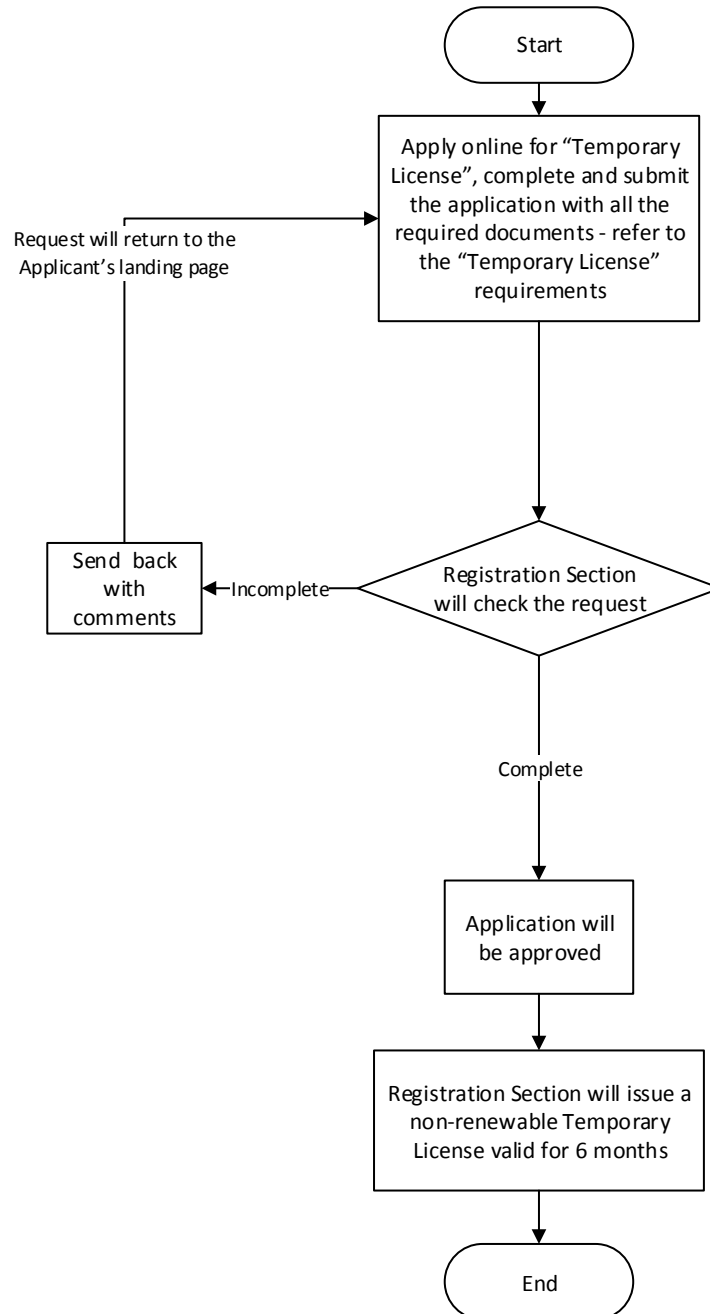 Start
Apply online for “Temporary
License”, complete and submit
the application with all the
required documents - refer to
the “Temporary License”
requirements
Request will return to the
Applicant’s landing page
Send back
with
comments
Incomplete
Registration Section
will check the request
Complete
Application will
be approved
Registration Section will issue a
non-renewable Temporary
License valid for 6 months
End